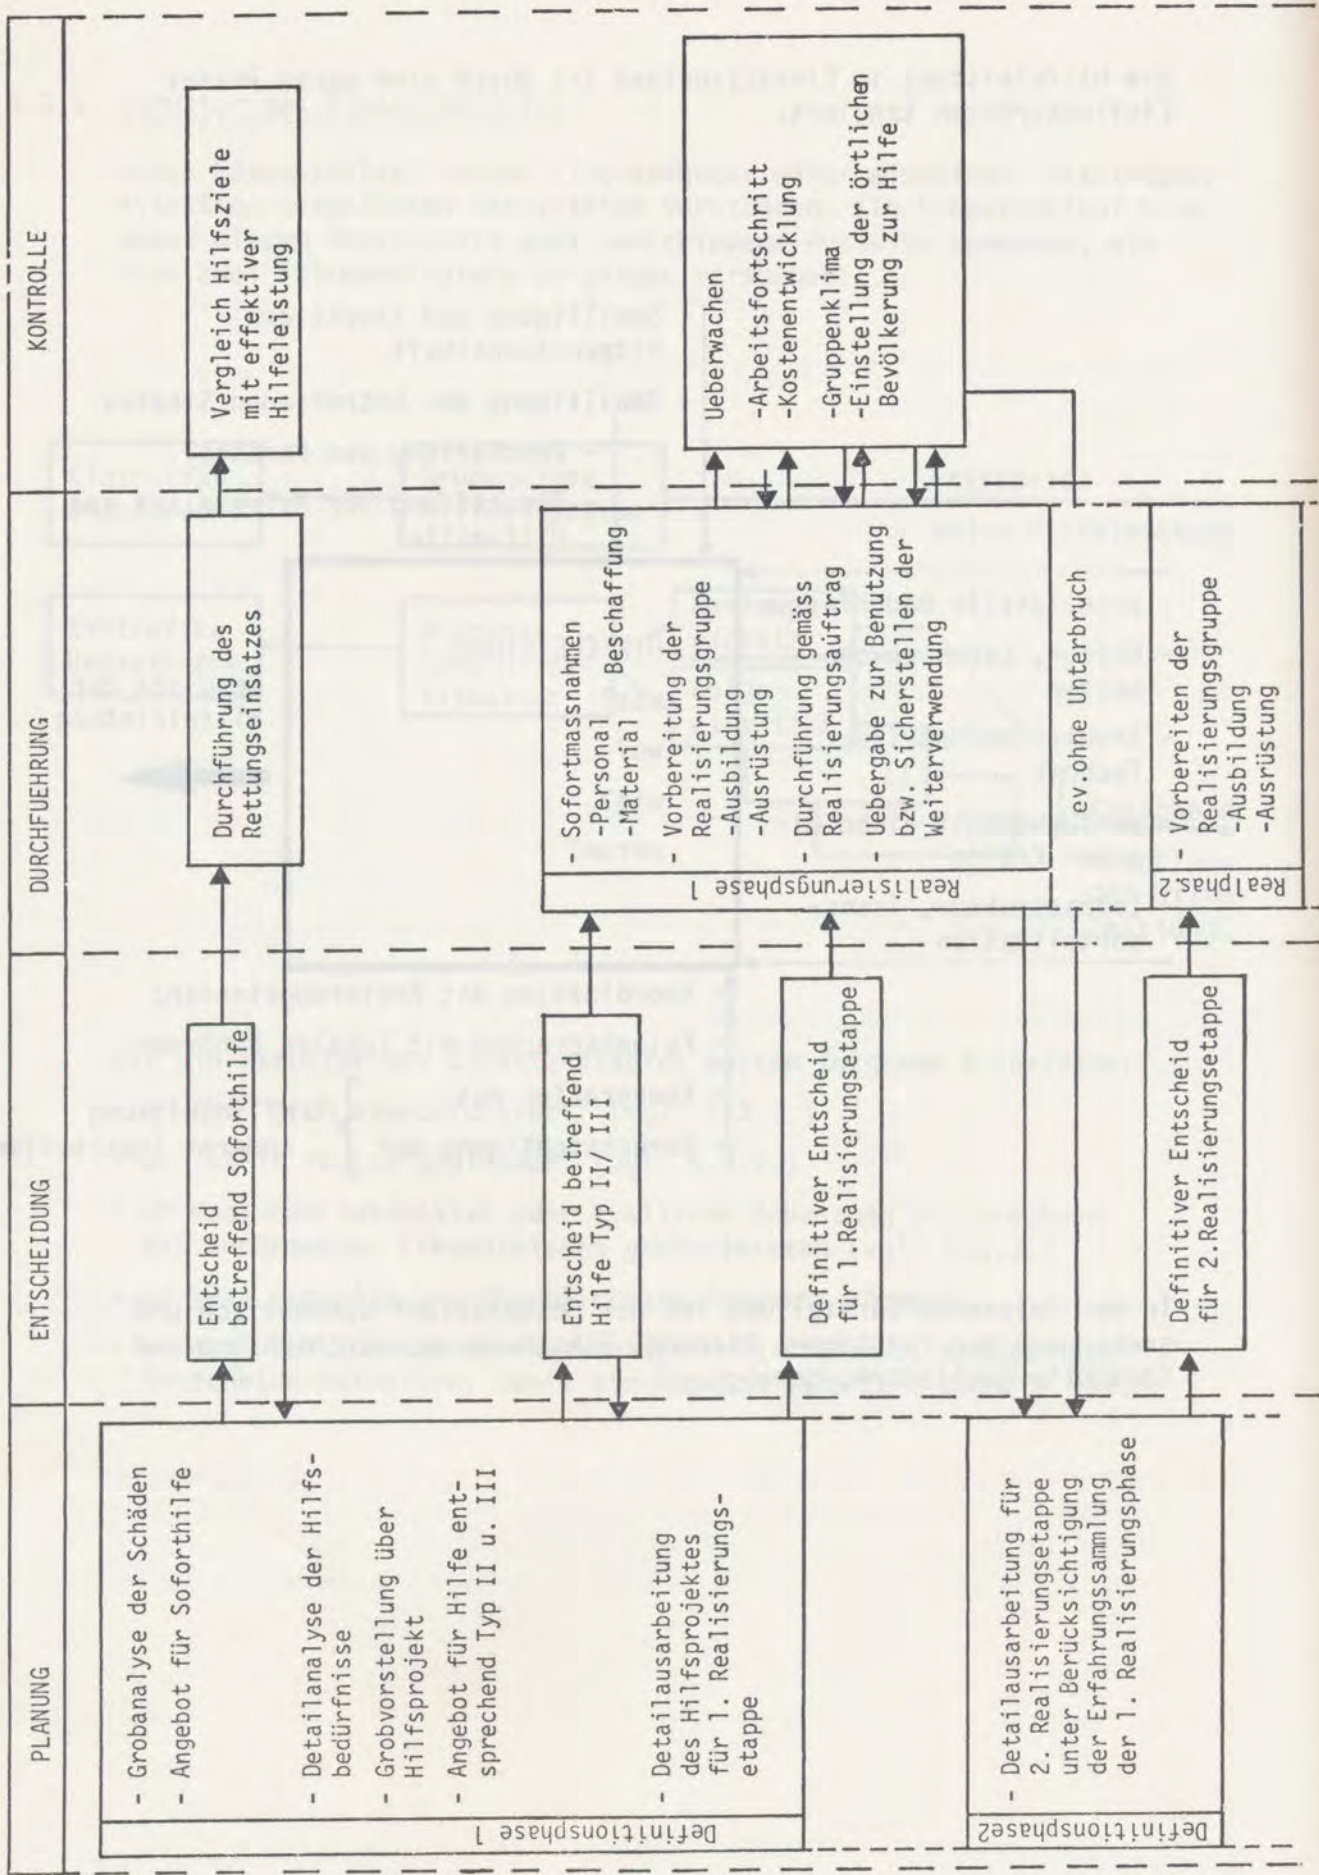 PLANUNG
ENTSCHEIDUNG
DURCHFUEHRUNG
KONTROLLE
Definitionsphase 1
- Grobanalyse der Schäden
- Angebot für Soforthilfe
- Detailanalyse der Hilfs-
bedürfnisse
- Grobvorstellung über
Hilfsprojekt
- Angebot für Hilfe ent-
sprechend Typ II u. III
- Detailausarbeitung
des Hilfsprojektes
für 1. Realisierungs-
etappe
Entscheid
betreffend Soforthilfe
Durchführung des
Rettungseinsatzes
Vergleich Hilfsziele
mit effektiver
Hilfeleistung
Entscheid betreffend
Hilfe Typ II/ III
Definitiver Entscheid
für 1.Realisierungsetappe
Realisierungsphase 1
- Sofortmassnahmen
-Personal Beschaffung
-Material
- Vorbereitung der
Realisierungsgruppe
-Ausbildung
-Ausrüstung
- Durchführung gemäss
Realisierungsauftrag
- Uebergabe zur Benutzung
bzw. Sicherstellen der
Weiterverwendung
Ueberwachen
-Arbeitsfortschritt
-Kostenentwicklung
-Gruppenklima
-Einstellung der örtlichen
Bevölkerung zur Hilfe
ev.ohne Unterbruch
Definitionsphase2
- Detailausarbeitung für
2. Realisierungsetappe
unter Berücksichtigung
der Erfahrungssammlung
der 1. Realisierungsphase
Definitiver Entscheid
für 2.Realisierungsetappe
Realphas.2
- Vorbereiten der
Realisierungsgruppe
-Ausbildung
-Ausrüstung